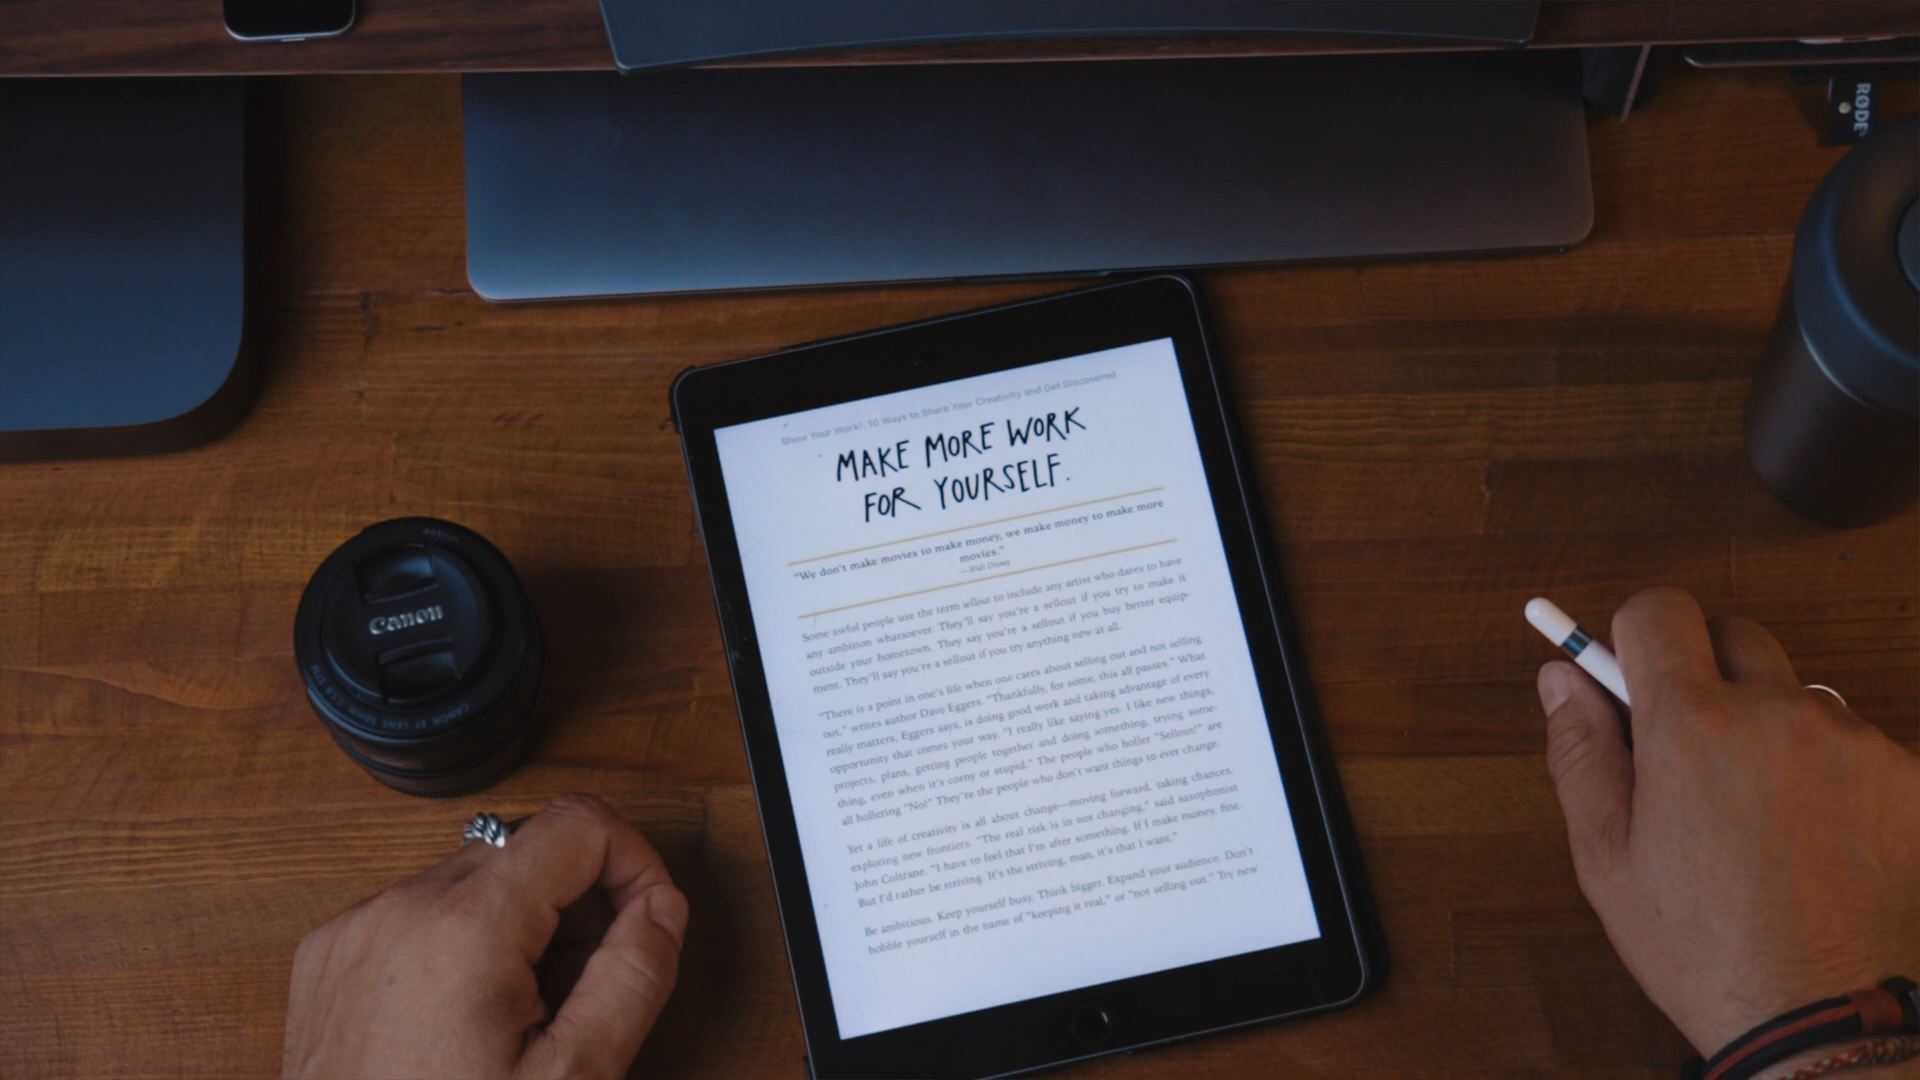 RØDE
Show Your Work!: 10 Ways to Share Your Creativity and Get Discovered
MAKE MORE WORK
FOR YOURSELF.
"We don't make movies to make money, we make money to make more
movies."
—Walt Disney
Some awful people use the term sellout to include any artist who dares to have
any ambition whatsoever. They'll say you're a sellout if you try to make it
outside your hometown. They say you're a sellout if you buy better equip-
ment. They'll say you're a sellout if you try anything new at all.
"There is a point in one's life when one cares about selling out and not selling
out," writes author Dave Eggers. "Thankfully, for some, this all passes." What
really matters, Eggers says, is doing good work and taking advantage of every
opportunity that comes your way. "I really like saying yes. I like new things,
projects, plans, getting people together and doing something, trying some-
thing, even when it's corny or stupid." The people who holler "Sellout!" are
all hollering "No!" They're the people who don't want things to ever change.
Yet a life of creativity is all about change—moving forward, taking chances,
exploring new frontiers. "The real risk is in not changing," said saxophonist
John Coltrane. "I have to feel that I'm after something. If I make money, fine.
But I'd rather be striving. It's the striving, man, it's that I want."
Be ambitious. Keep yourself busy. Think bigger. Expand your audience. Don't
hobble yourself in the name of "keeping it real," or "not selling out." Try new
Canon
CANON EF LENS 50mm 1:1.8 STM